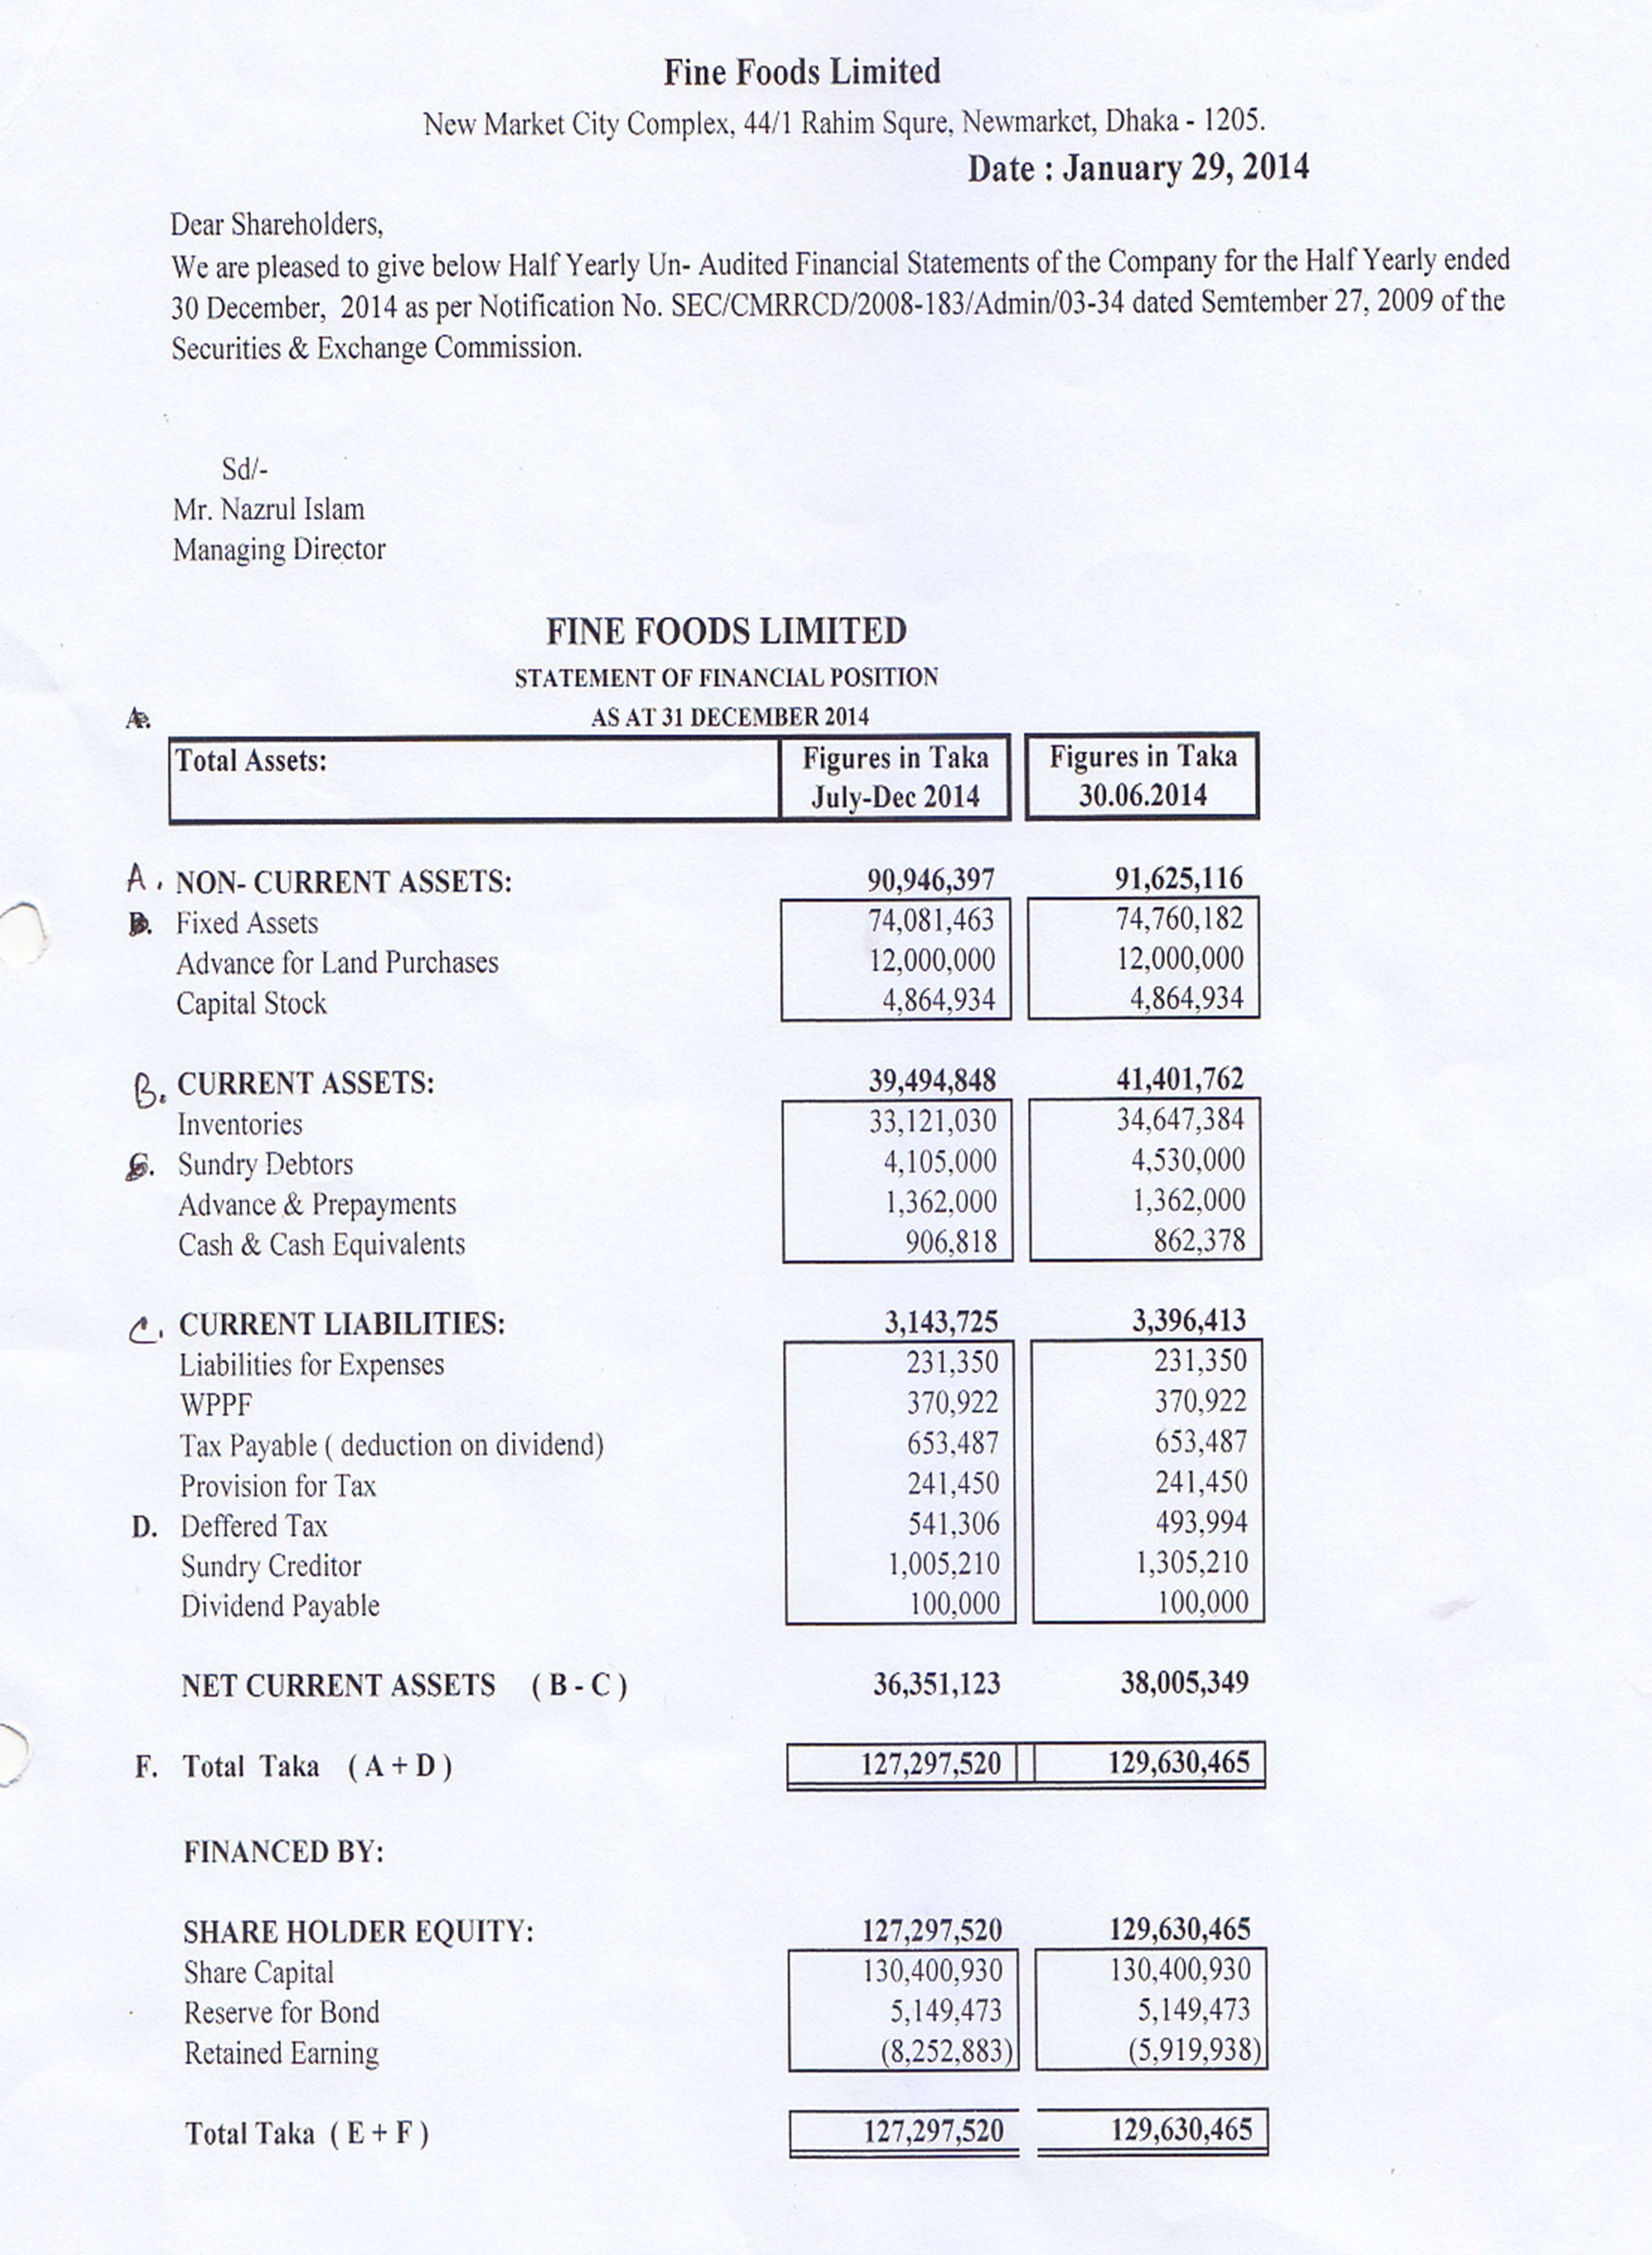 Fine Foods Limited
New Market City Complex, 44/1 Rahim Squre, Newmarket, Dhaka - 1205.
Date : January 29, 2014
Dear Shareholders,
We are pleased to give below Half Yearly Un- Audited Financial Statements of the Company for the Half Yearly ended
30 December, 2014 as per Notification No. SEC/CMRRCD/2008-183/Admin/03-34 dated Semtember 27, 2009 of the
Securities & Exchange Commission.
Sd/-
Mr. Nazrul Islam
Managing Director
FINE FOODS LIMITED
STATEMENT OF FINANCIAL POSITION
AS AT 31 DECEMBER 2014
Total Assets: Figures in Taka Figures in Taka
July-Dec 2014 30.06.2014
A. NON- CURRENT ASSETS: 90,946,397 91,625,116
Fixed Assets 74,081,463 74,760,182
Advance for Land Purchases 12,000,000 12,000,000
Capital Stock 4,864,934 4,864,934
B. CURRENT ASSETS: 39,494,848 41,401,762
Inventories 33,121,030 34,647,384
Sundry Debtors 4,105,000 4,530,000
Advance & Prepayments 1,362,000 1,362,000
Cash & Cash Equivalents 906,818 862,378
C. CURRENT LIABILITIES: 3,143,725 3,396,413
Liabilities for Expenses 231,350 231,350
WPPF 370,922 370,922
Tax Payable ( deduction on dividend) 653,487 653,487
Provision for Tax 241,450 241,450
D. Deffered Tax 541,306 493,994
Sundry Creditor 1,005,210 1,305,210
Dividend Payable 100,000 100,000
NET CURRENT ASSETS ( B - C ) 36,351,123 38,005,349
F. Total Taka ( A + D ) 127,297,520 129,630,465
FINANCED BY:
SHARE HOLDER EQUITY: 127,297,520 129,630,465
Share Capital 130,400,930 130,400,930
Reserve for Bond 5,149,473 5,149,473
Retained Earning (8,252,883) (5,919,938)
Total Taka ( E + F ) 127,297,520 129,630,465